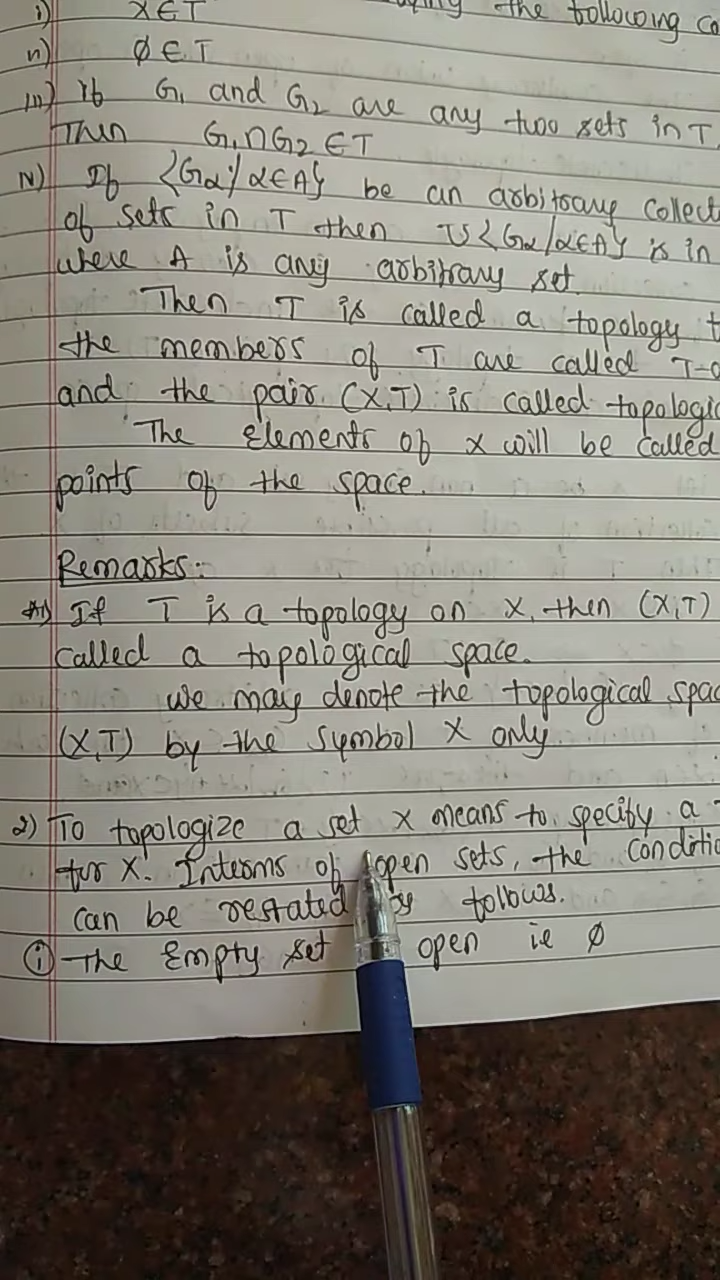 i) X ∈ T
the following co
ii) ∅ ∈ T
iii) If G₁ and G₂ are any two sets in T.
Then G₁∩G₂ ∈ T
iv) If {Gα/α∈A} be an arbitrary collect
of sets in T then ∪{Gα/α∈A} is in
where A is any arbitrary set.
Then T is called a topology t
the members of T are called T-o
and the pair (X,T) is called topologic
The elements of x will be called
points of the space.
Remarks:-
1) If T is a topology on X, then (X,T)
called a topological space.
we may denote the topological spac
(X,T) by the symbol X only.
2) To topologize a set X means to specify a
for X. Interms of open sets, the conditio
can be restated as follows.
(i) The Empty set open ie ∅